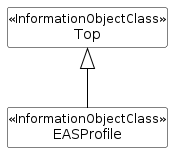 «InformationObjectClass»
Top
«InformationObjectClass»
EASProfile